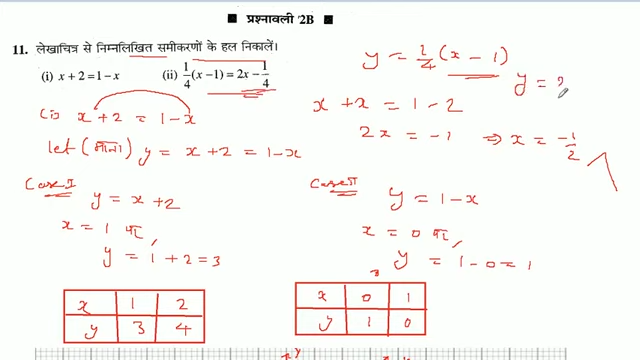 ■ प्रश्नावली 2B ■
11. लेखाचित्र से निम्नलिखित समीकरणों के हल निकालें।
(i) x + 2 = 1 – x (ii) 1/4 (x – 1) = 2x – 1/4
(i) x + 2 = 1 – x
let (माना) y = x + 2 = 1 – x
Case I
y = x + 2
x = 1 पर,
y = 1 + 2 = 3
x 1 2
y 3 4
y = 1/4 (x – 1)
y = 2
x + x = 1 – 2
2x = –1 ⇒ x = –1/2
Case II
y = 1 – x
x = 0 पर,
y = 1 – 0 = 1
x 0 1
y 1 0
y